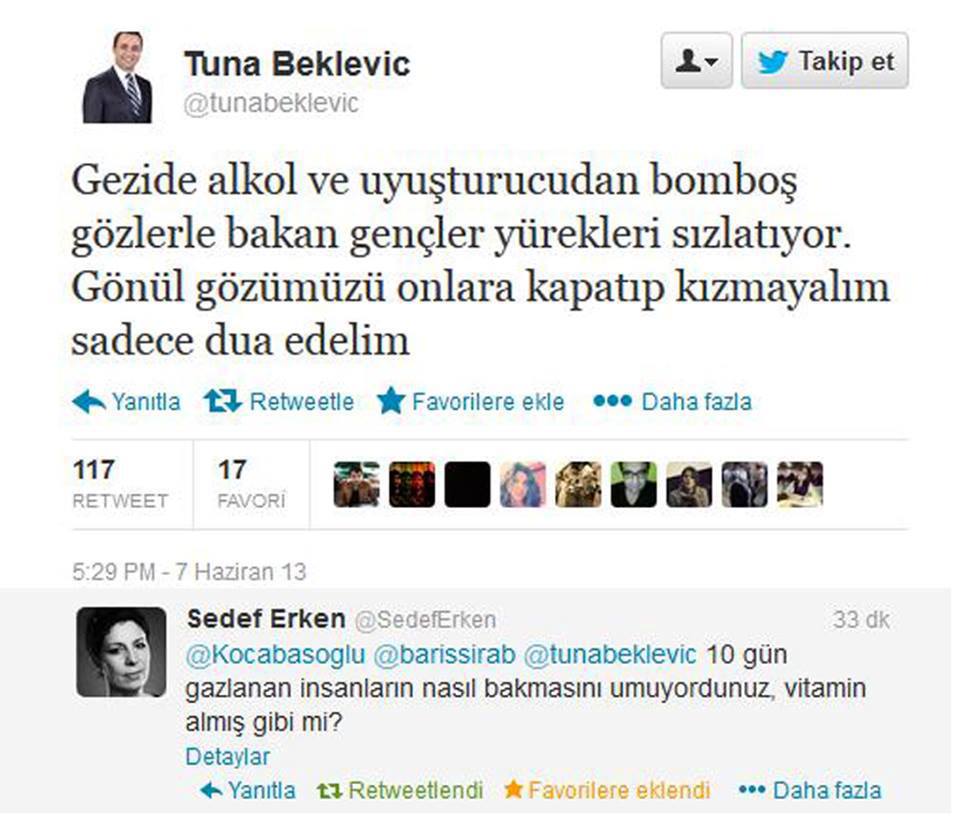 Tuna Beklevic
@tunabeklevic
Takip et
Gezide alkol ve uyuşturucudan bomboş
gözlerle bakan gençler yürekleri sızlatıyor.
Gönül gözümüzü onlara kapatıp kızmayalım
sadece dua edelim
Yanıtla Retweetle Favorilere ekle Daha fazla
117 17
RETWEET FAVORİ
5:29 PM - 7 Haziran 13
Sedef Erken @SedefErken 33 dk
@Kocabasoglu @barissirab @tunabeklevic 10 gün
gazlanan insanların nasıl bakmasını umuyordunuz, vitamin
almış gibi mi?
Detaylar
Yanıtla Retweetlendi Favorilere eklendi Daha fazla